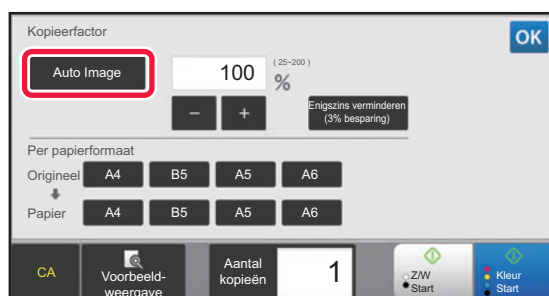 Kopieerfactor
OK
Auto Image
100
(25~200)
%
− +
Enigszins verminderen
(3% besparing)
Per papierformaat
Origineel A4 B5 A5 A6
Papier A4 B5 A5 A6
CA
Voorbeeld-
weergave
Aantal
kopieën
1
Z/W
Start
Kleur
Start